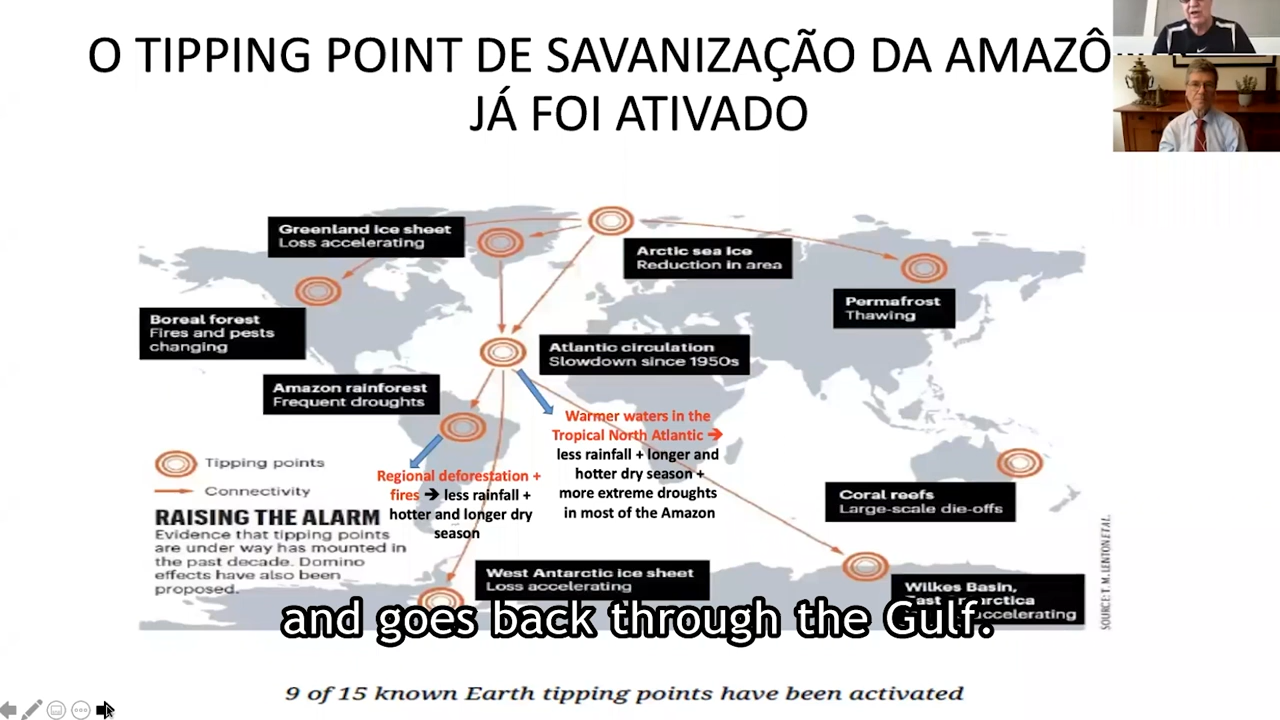 O TIPPING POINT DE SAVANIZAÇÃO DA AMAZÔ
JÁ FOI ATIVADO
Greenland ice sheet
Loss accelerating
Arctic sea ice
Reduction in area
Permafrost
Thawing
Boreal forest
Fires and pests
changing
Atlantic circulation
Slowdown since 1950s
Amazon rainforest
Frequent droughts
Warmer waters in the
Tropical North Atlantic ➔
less rainfall + longer and
hotter dry season +
more extreme droughts
in most of the Amazon
Regional deforestation +
fires ➔ less rainfall +
hotter and longer dry
season
Tipping points
Connectivity
RAISING THE ALARM
Evidence that tipping points
are under way has mounted in
the past decade. Domino
effects have also been
proposed.
Coral reefs
Large-scale die-offs
West Antarctic ice sheet
Loss accelerating
Wilkes Basin,
accelerating
SOURCE: T. M. LENTON ET AL.
and goes back through the Gulf.
9 of 15 known Earth tipping points have been activated